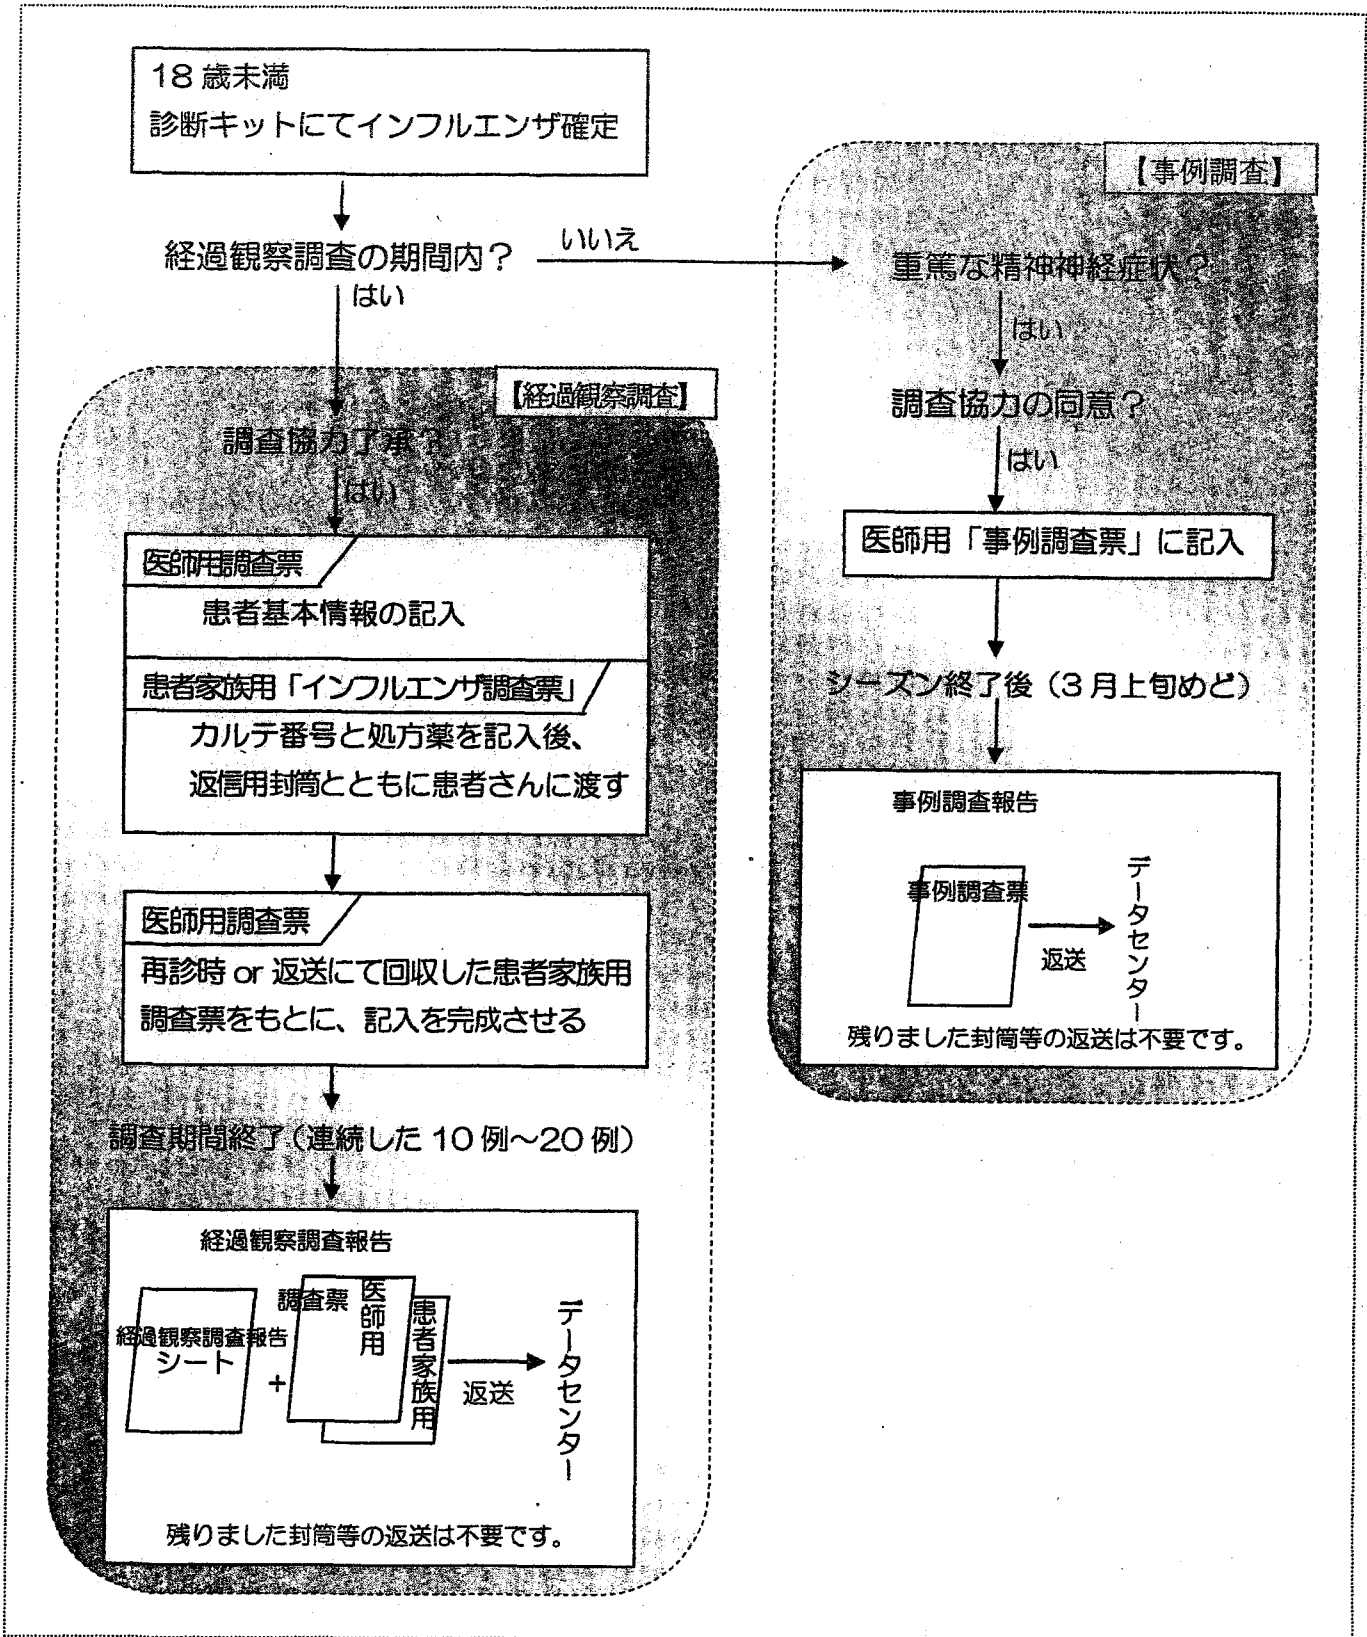 18歳未満
診断キットにてインフルエンザ確定
経過観察調査の期間内？
いいえ
はい
【経過観察調査】
調査協力了承？
はい
医師用調査票
患者基本情報の記入
患者家族用「インフルエンザ調査票」
カルテ番号と処方薬を記入後、
返信用封筒とともに患者さんに渡す
医師用調査票
再診時 or 返送にて回収した患者家族用
調査票をもとに、記入を完成させる
調査期間終了（連続した 10 例～20 例）
経過観察調査報告
経過観察調査報告
シート
+
調査票
医師用
患者家族用
返送
データセンター
残りました封筒等の返送は不要です。
【事例調査】
重篤な精神神経症状？
はい
調査協力の同意？
はい
医師用「事例調査票」に記入
シーズン終了後（3月上旬めど）
事例調査報告
事例調査票
返送
データセンター
残りました封筒等の返送は不要です。